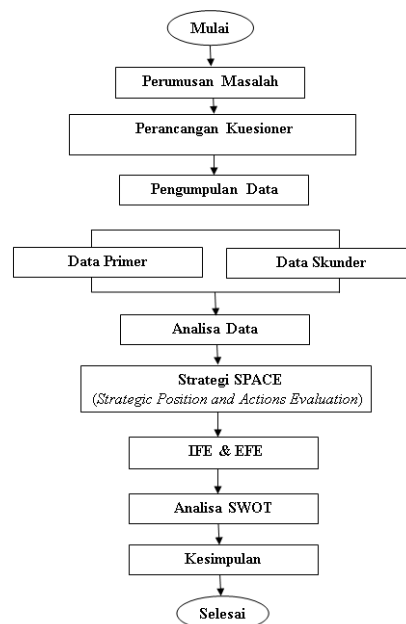 Mulai
Perumusan Masalah
Perancangan Kuesioner
Pengumpulan Data
Data Primer
Data Skunder
Analisa Data
Strategi SPACE
(Strategic Position and Actions Evaluation)
IFE & EFE
Analisa SWOT
Kesimpulan
Selesai